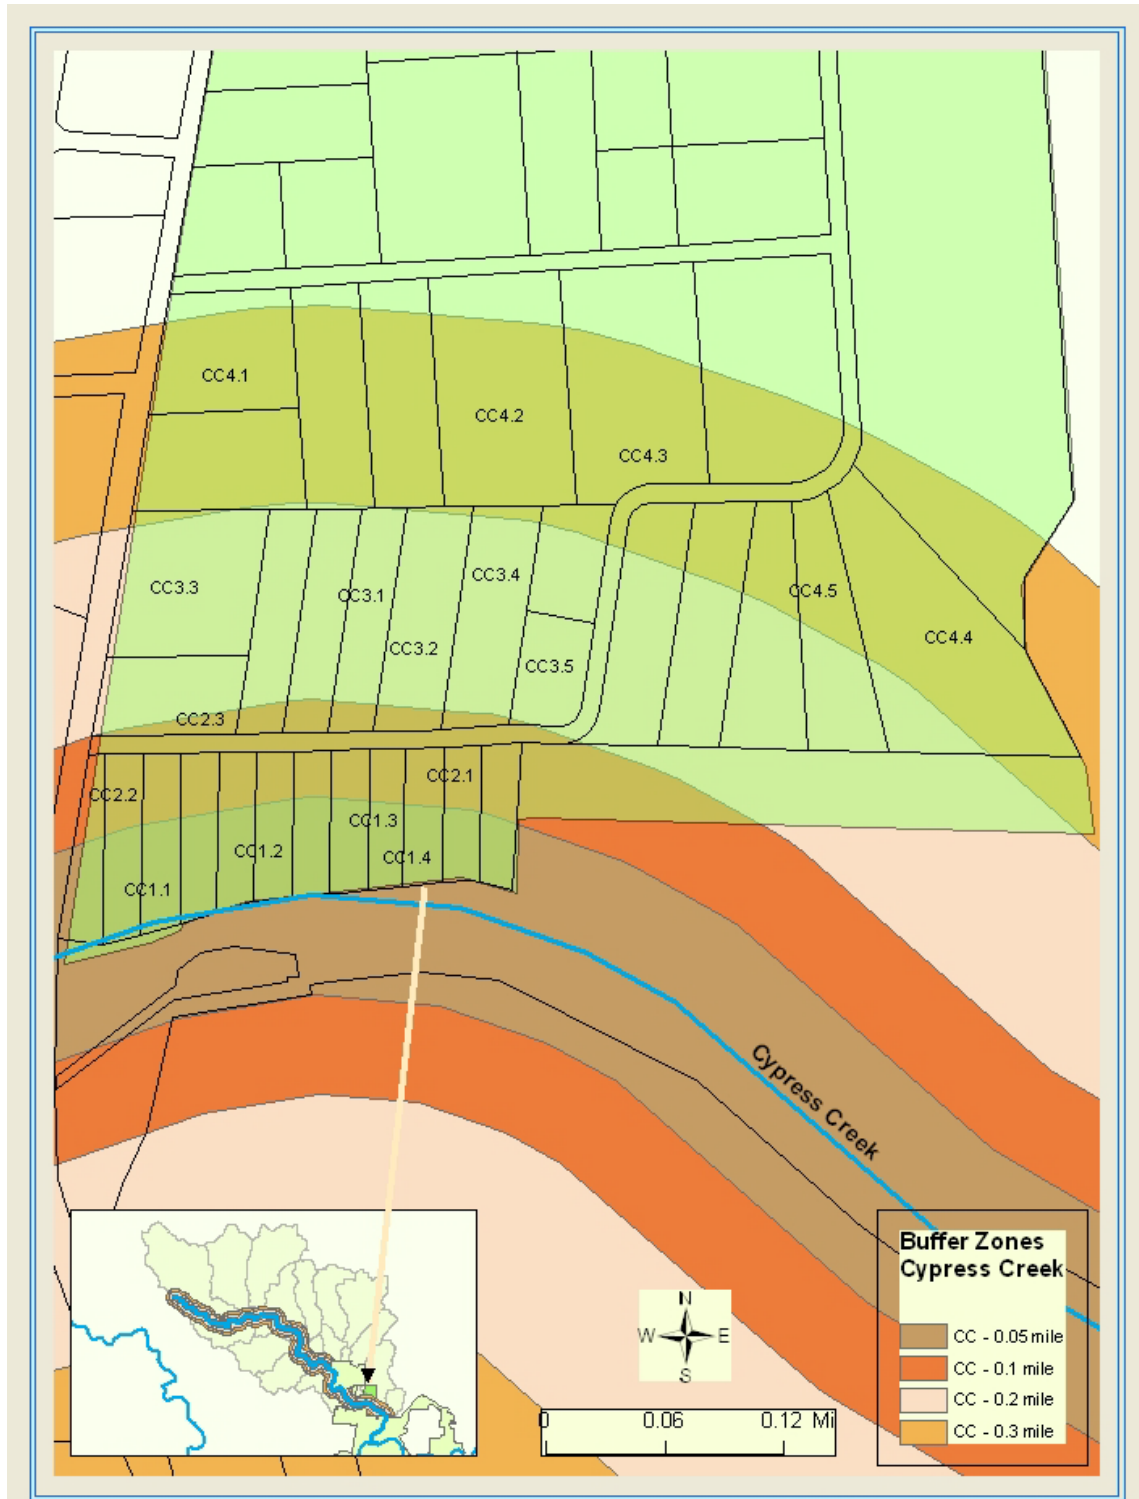 CC4.1
CC4.2
CC4.3
CC3.4
CC3.3
CC3.1
CC4.5
CC4.4
CC3.2
CC3.5
CC2.3
CC2.1
CC2.2
CC1.3
CC1.2
CC1.4
CC1.1
Cypress Creek
Buffer Zones
Cypress Creek
N
W E
S
CC - 0.05 mile
CC - 0.1 mile
CC - 0.2 mile
CC - 0.3 mile
0 0.06 0.12 Mi